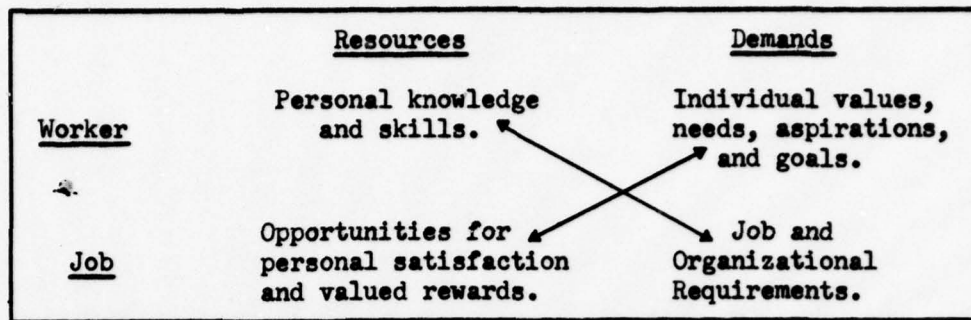 Resources Demands
Personal knowledge Individual values,
Worker and skills. needs, aspirations,
and goals.
Opportunities for Job and
Job personal satisfaction Organizational
and valued rewards. Requirements.